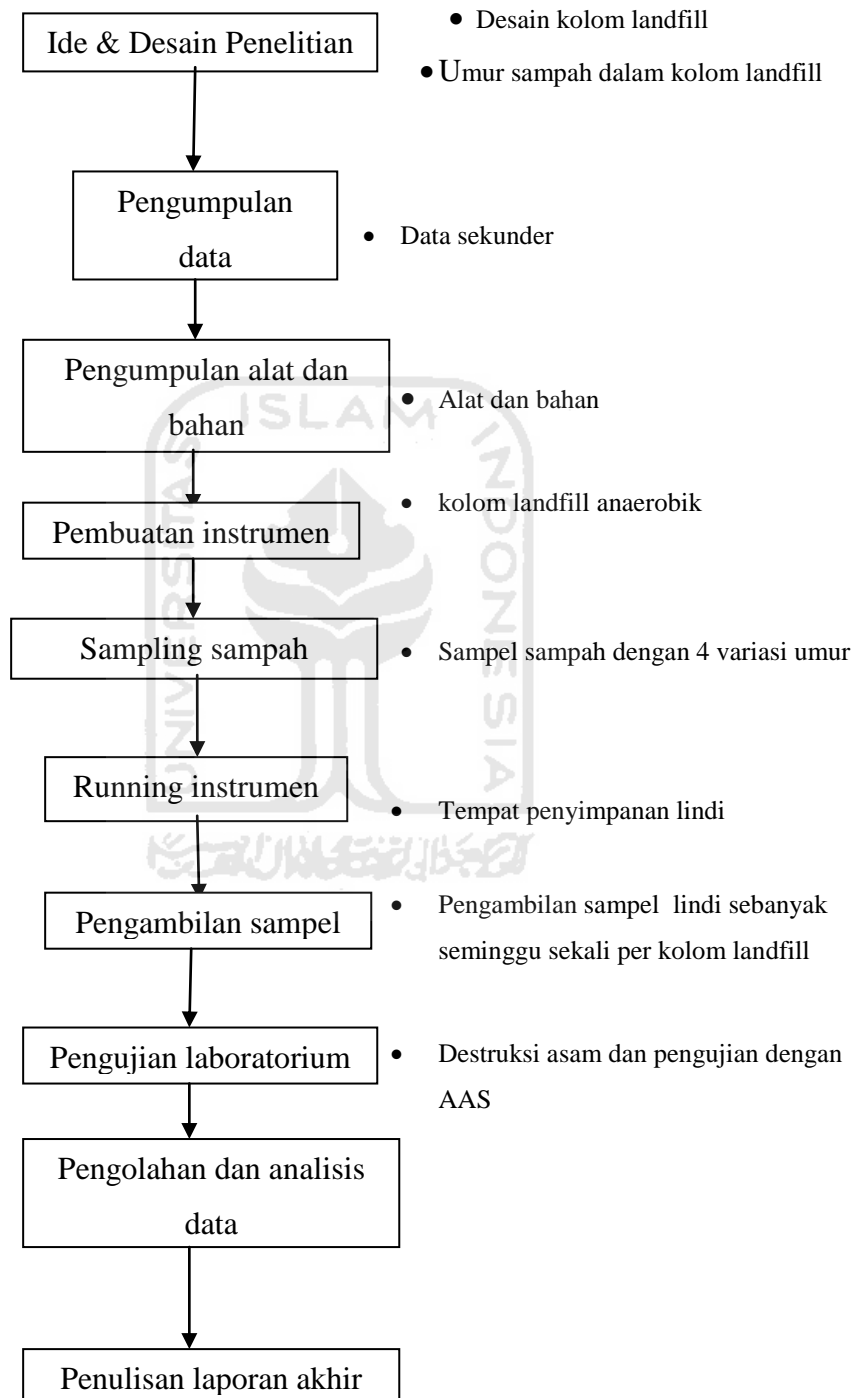 Ide & Desain Penelitian
• Desain kolom landfill
• Umur sampah dalam kolom landfill
Pengumpulan
data
• Data sekunder
Pengumpulan alat dan
bahan
• Alat dan bahan
Pembuatan instrumen
• kolom landfill anaerobik
Sampling sampah
• Sampel sampah dengan 4 variasi umur
Running instrumen
• Tempat penyimpanan lindi
Pengambilan sampel
• Pengambilan sampel lindi sebanyak
seminggu sekali per kolom landfill
Pengujian laboratorium
• Destruksi asam dan pengujian dengan
AAS
Pengolahan dan analisis
data
Penulisan laporan akhir
UNIVERSITAS
ISLAM
INDONESIA